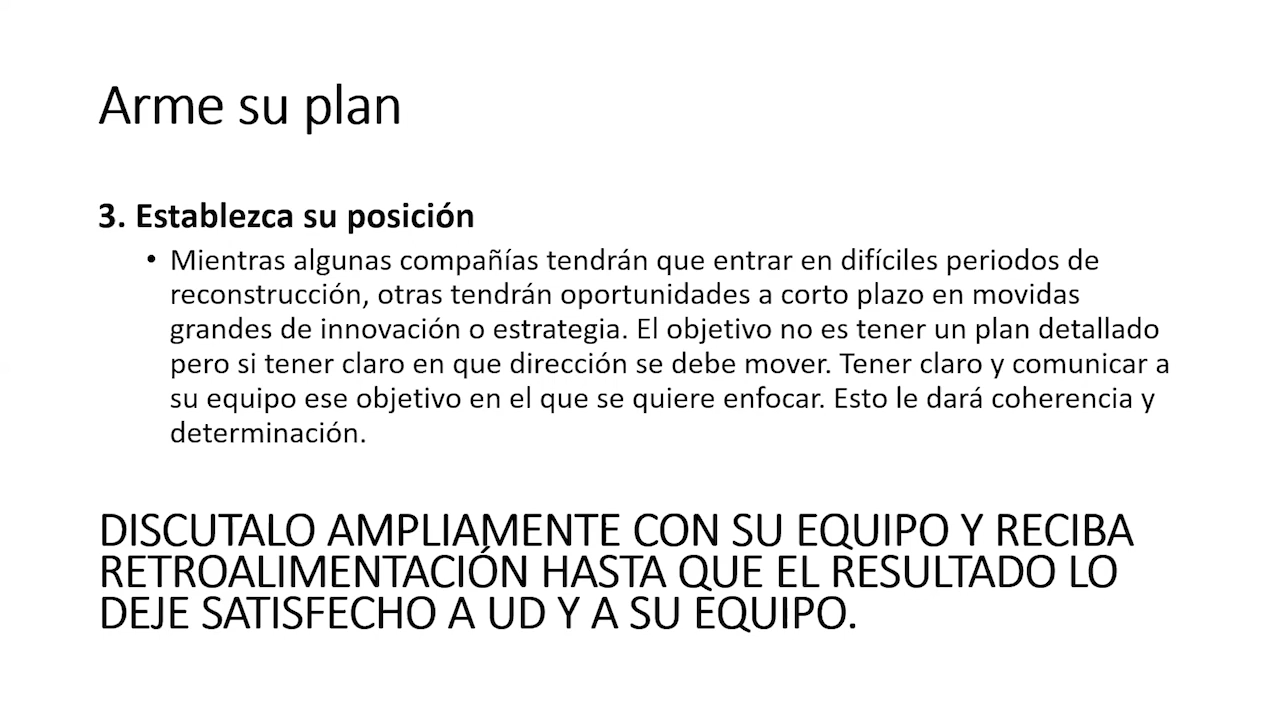 Arme su plan
3. Establezca su posición
• Mientras algunas compañías tendrán que entrar en difíciles periodos de
reconstrucción, otras tendrán oportunidades a corto plazo en movidas
grandes de innovación o estrategia. El objetivo no es tener un plan detallado
pero si tener claro en que dirección se debe mover. Tener claro y comunicar a
su equipo ese objetivo en el que se quiere enfocar. Esto le dará coherencia y
determinación.
DISCUTALO AMPLIAMENTE CON SU EQUIPO Y RECIBA
RETROALIMENTACIÓN HASTA QUE EL RESULTADO LO
DEJE SATISFECHO A UD Y A SU EQUIPO.